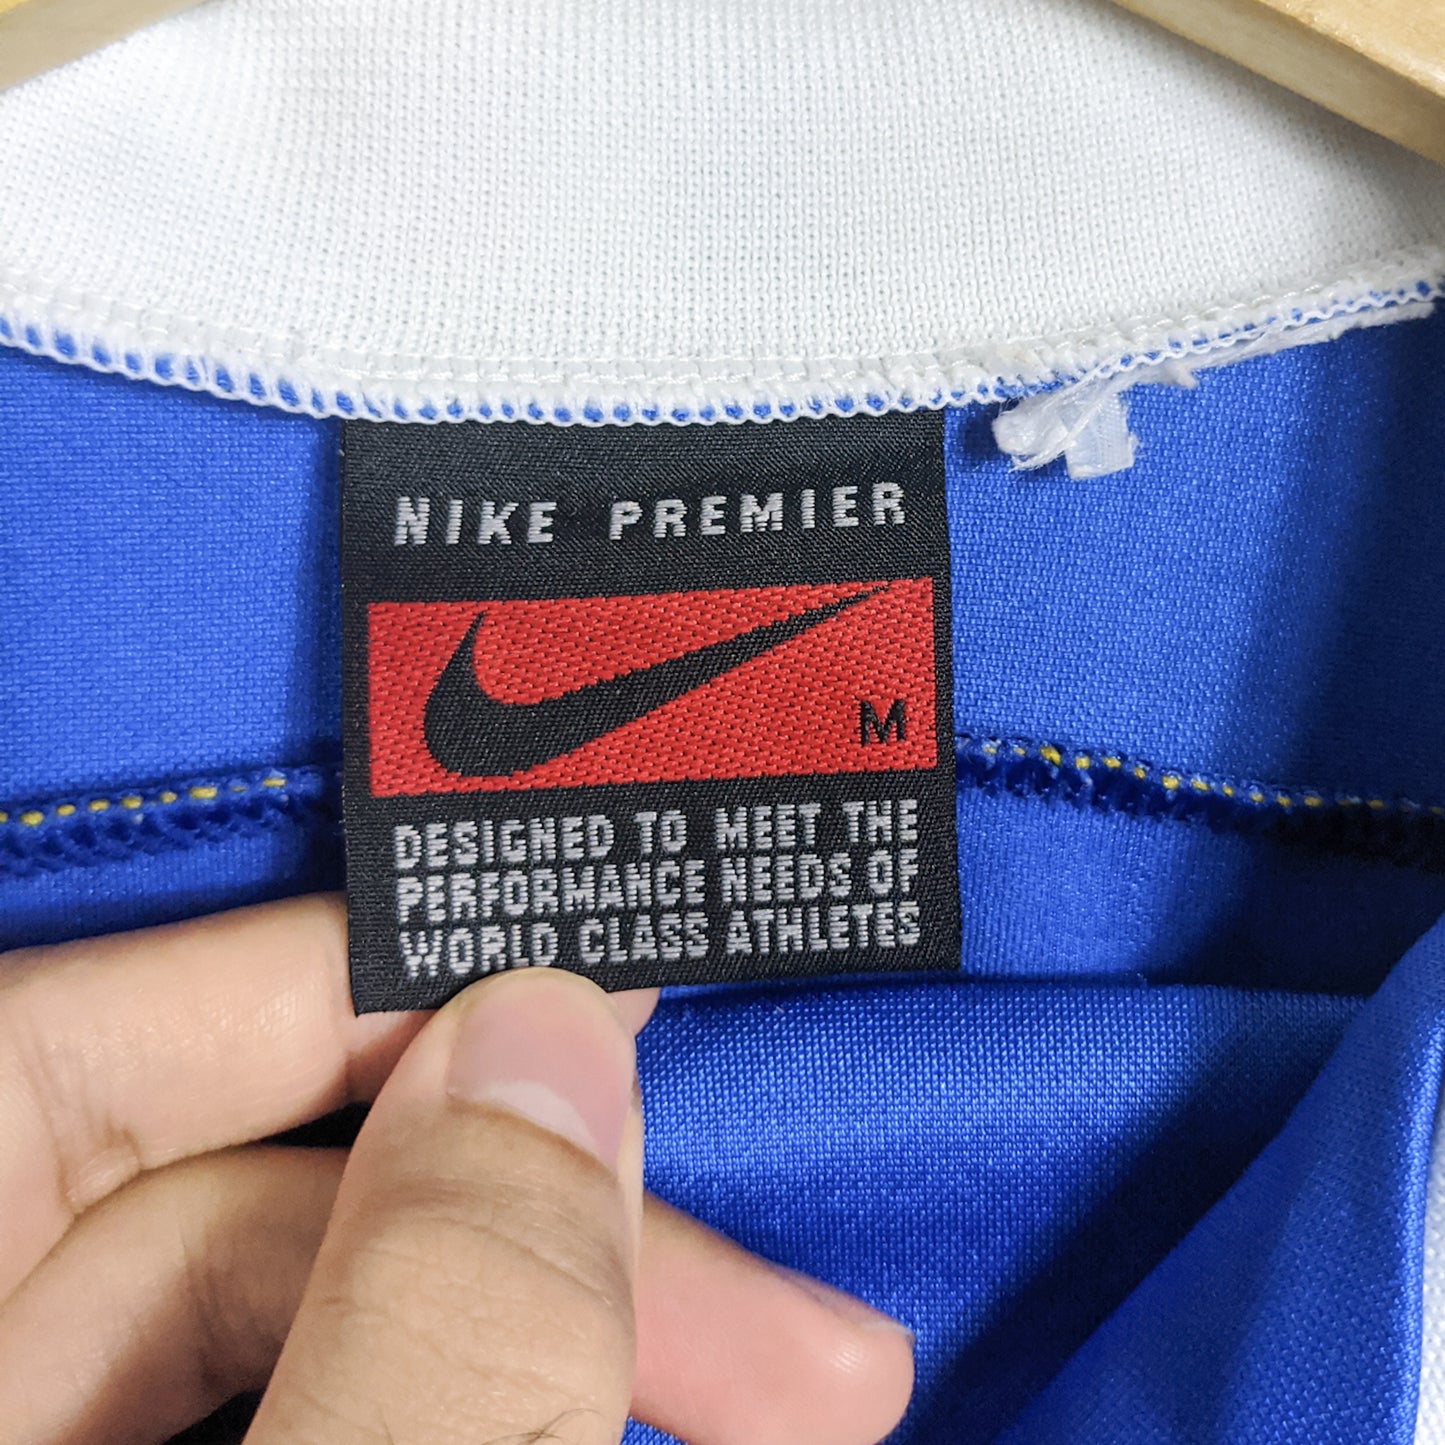 NIKE PREMIER
M
DESIGNED TO MEET THE
PERFORMANCE NEEDS OF
WORLD CLASS ATHLETES